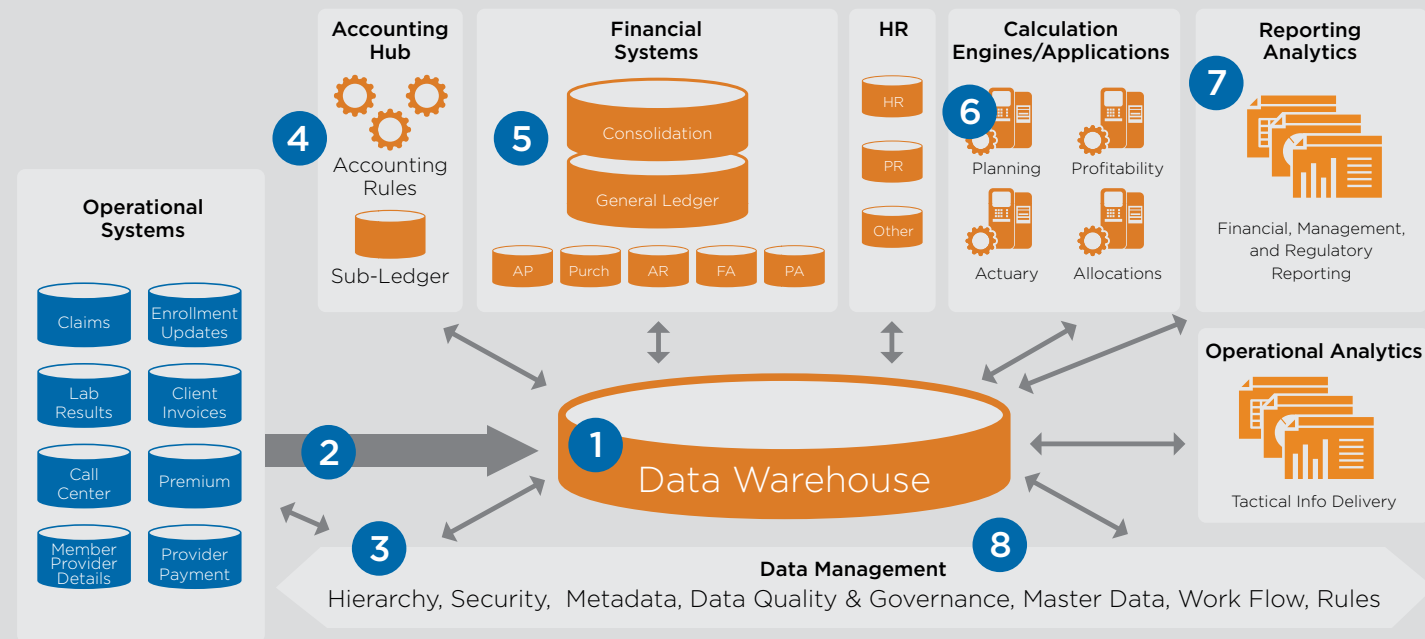 Accounting
Hub
4
Accounting
Rules
Sub-Ledger
Financial
Systems
5
Consolidation
General Ledger
AP
Purch
AR
FA
PA
HR
HR
PR
Other
Calculation
Engines/Applications
6
Planning
Profitability
Actuary
Allocations
Reporting
Analytics
7
Financial, Management,
and Regulatory
Reporting
Operational
Systems
Claims
Enrollment
Updates
Lab
Results
Client
Invoices
Call
Center
Premium
Member
Provider
Details
Provider
Payment
2
1
Data Warehouse
Operational Analytics
Tactical Info Delivery
3
8
Data Management
Hierarchy, Security, Metadata, Data Quality & Governance, Master Data, Work Flow, Rules